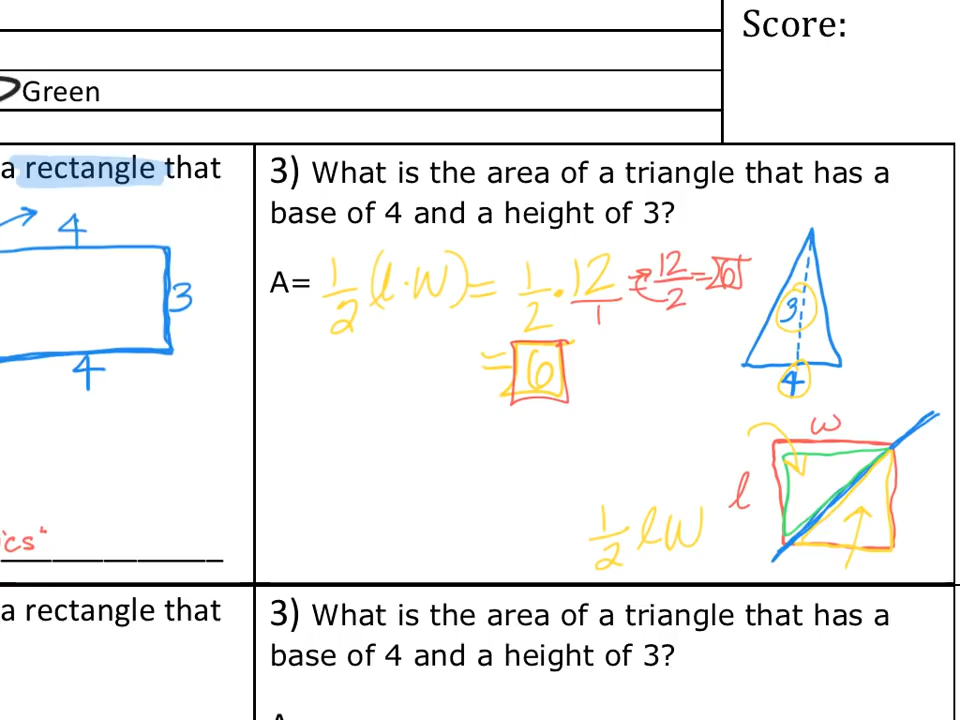 Score:
Green
a rectangle that
4
3
4
ics"
3) What is the area of a triangle that has a
base of 4 and a height of 3?
A= 1/2 (l·W) = 1/2 · 12/1 = 12/2 = 6
= 6
3
4
w
l
1/2 lW
a rectangle that
3) What is the area of a triangle that has a
base of 4 and a height of 3?
A